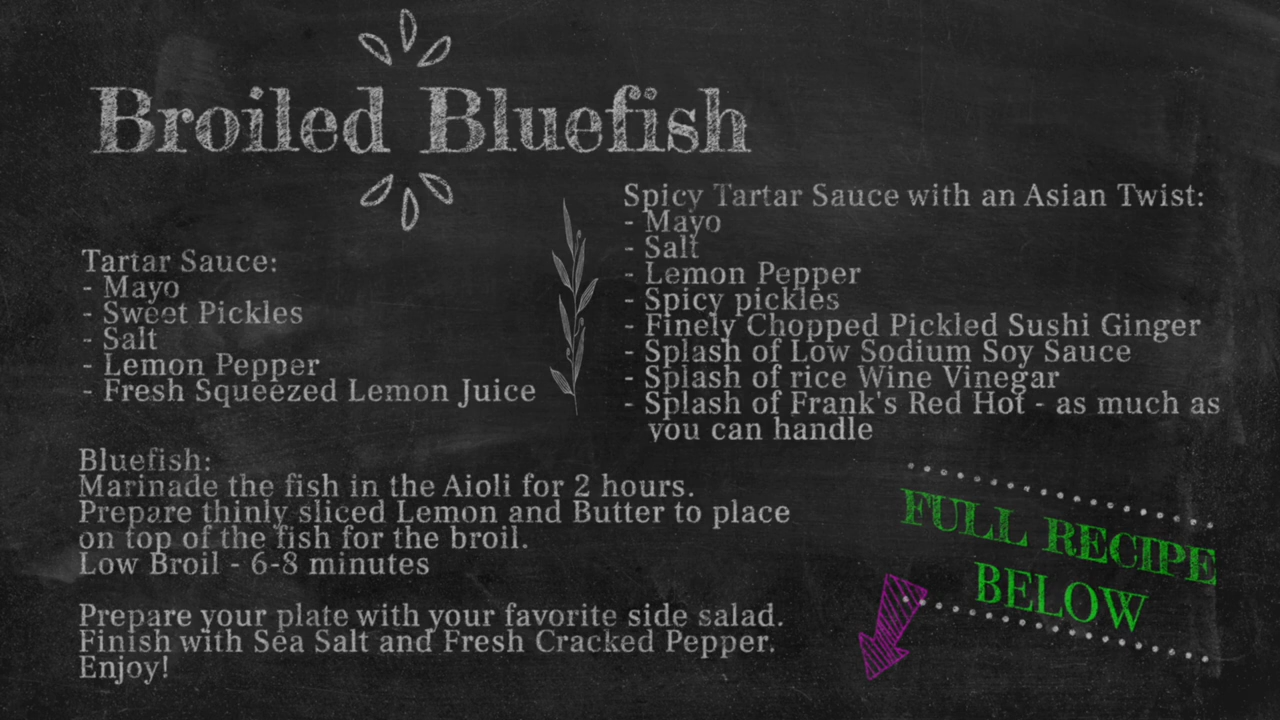 Broiled Bluefish
Tartar Sauce:
- Mayo
- Sweet Pickles
- Salt
- Lemon Pepper
- Fresh Squeezed Lemon Juice
Spicy Tartar Sauce with an Asian Twist:
- Mayo
- Salt
- Lemon Pepper
- Spicy pickles
- Finely Chopped Pickled Sushi Ginger
- Splash of Low Sodium Soy Sauce
- Splash of rice Wine Vinegar
- Splash of Frank's Red Hot - as much as
you can handle
Bluefish:
Marinade the fish in the Aioli for 2 hours.
Prepare thinly sliced Lemon and Butter to place
on top of the fish for the broil.
Low Broil - 6-8 minutes
Prepare your plate with your favorite side salad.
Finish with Sea Salt and Fresh Cracked Pepper.
Enjoy!
FULL RECIPE
BELOW